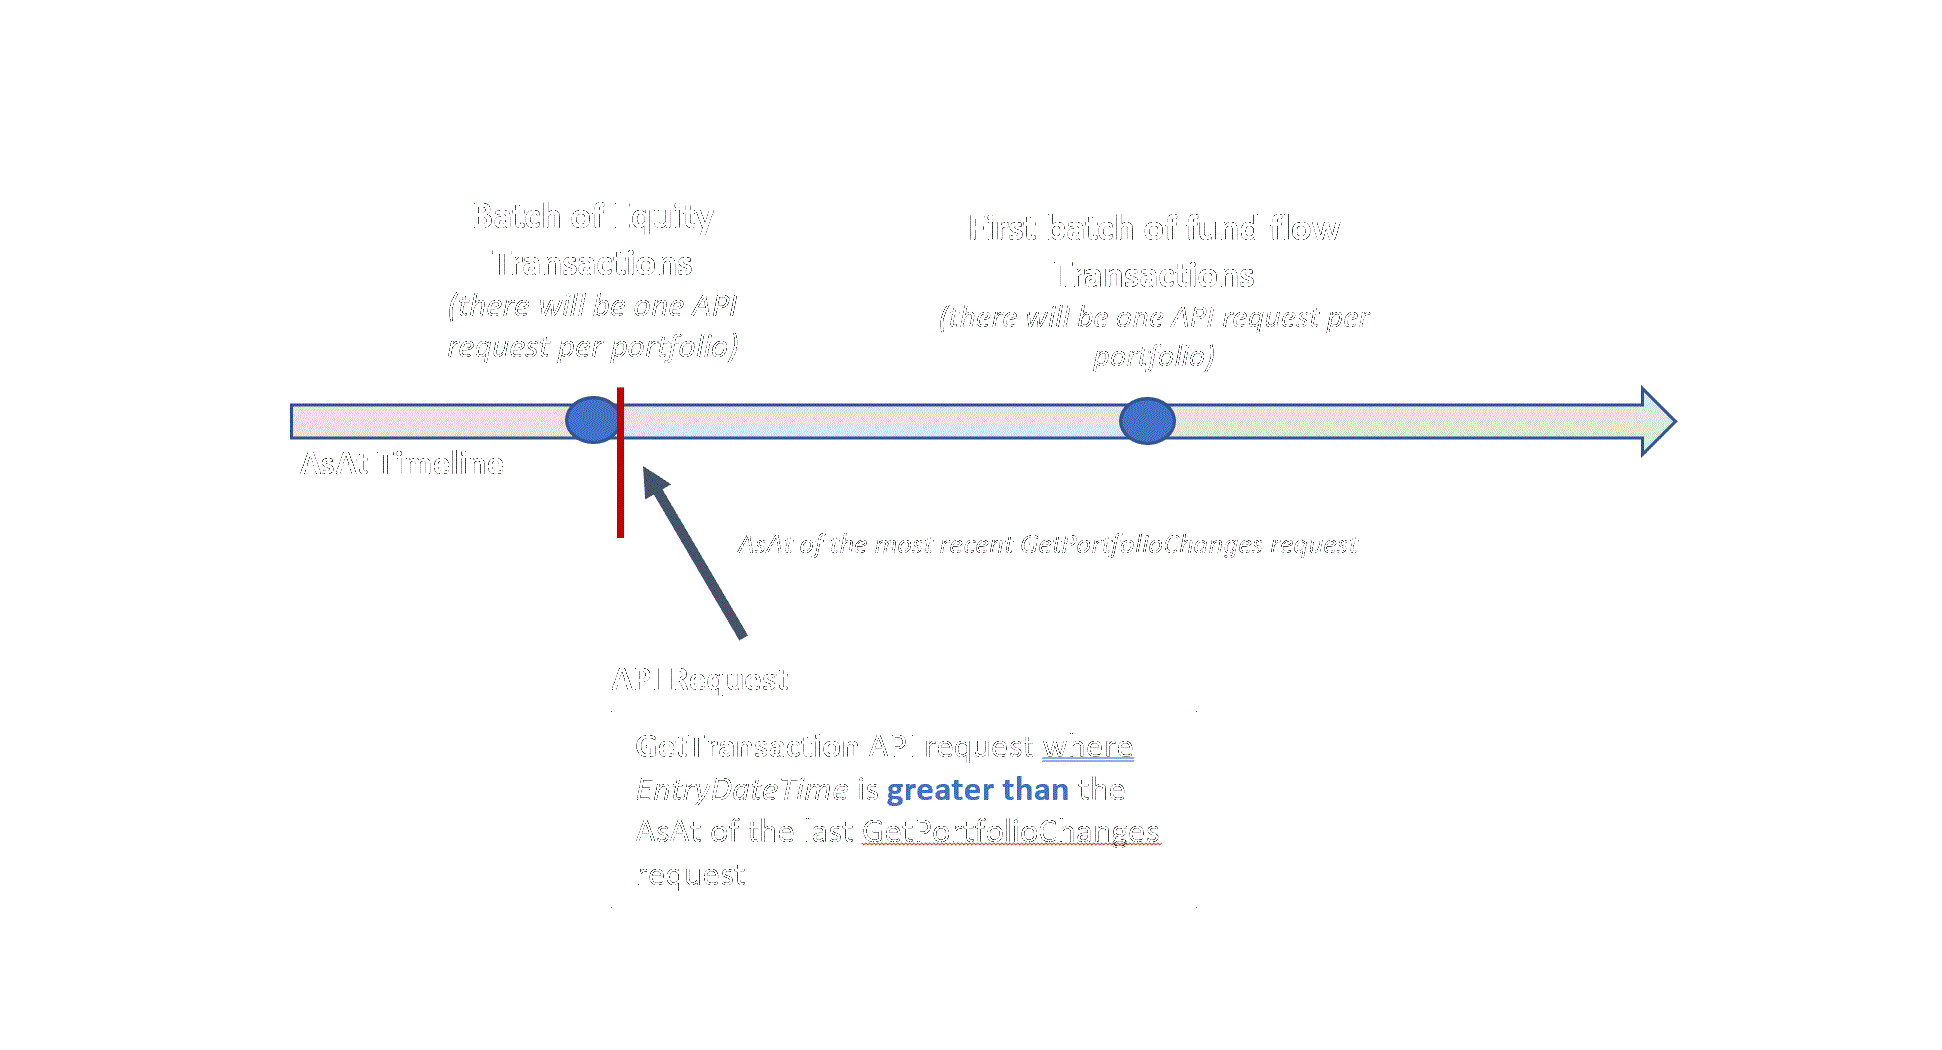 Batch of Equity
Transactions
(there will be one API
request per portfolio)
First batch of fund flow
Transactions
(there will be one API request per
portfolio)
AsAt Timeline
AsAt of the most recent GetPortfolioChanges request
API Request
GetTransaction API request where
EntryDateTime is greater than the
AsAt of the last GetPortfolioChanges
request